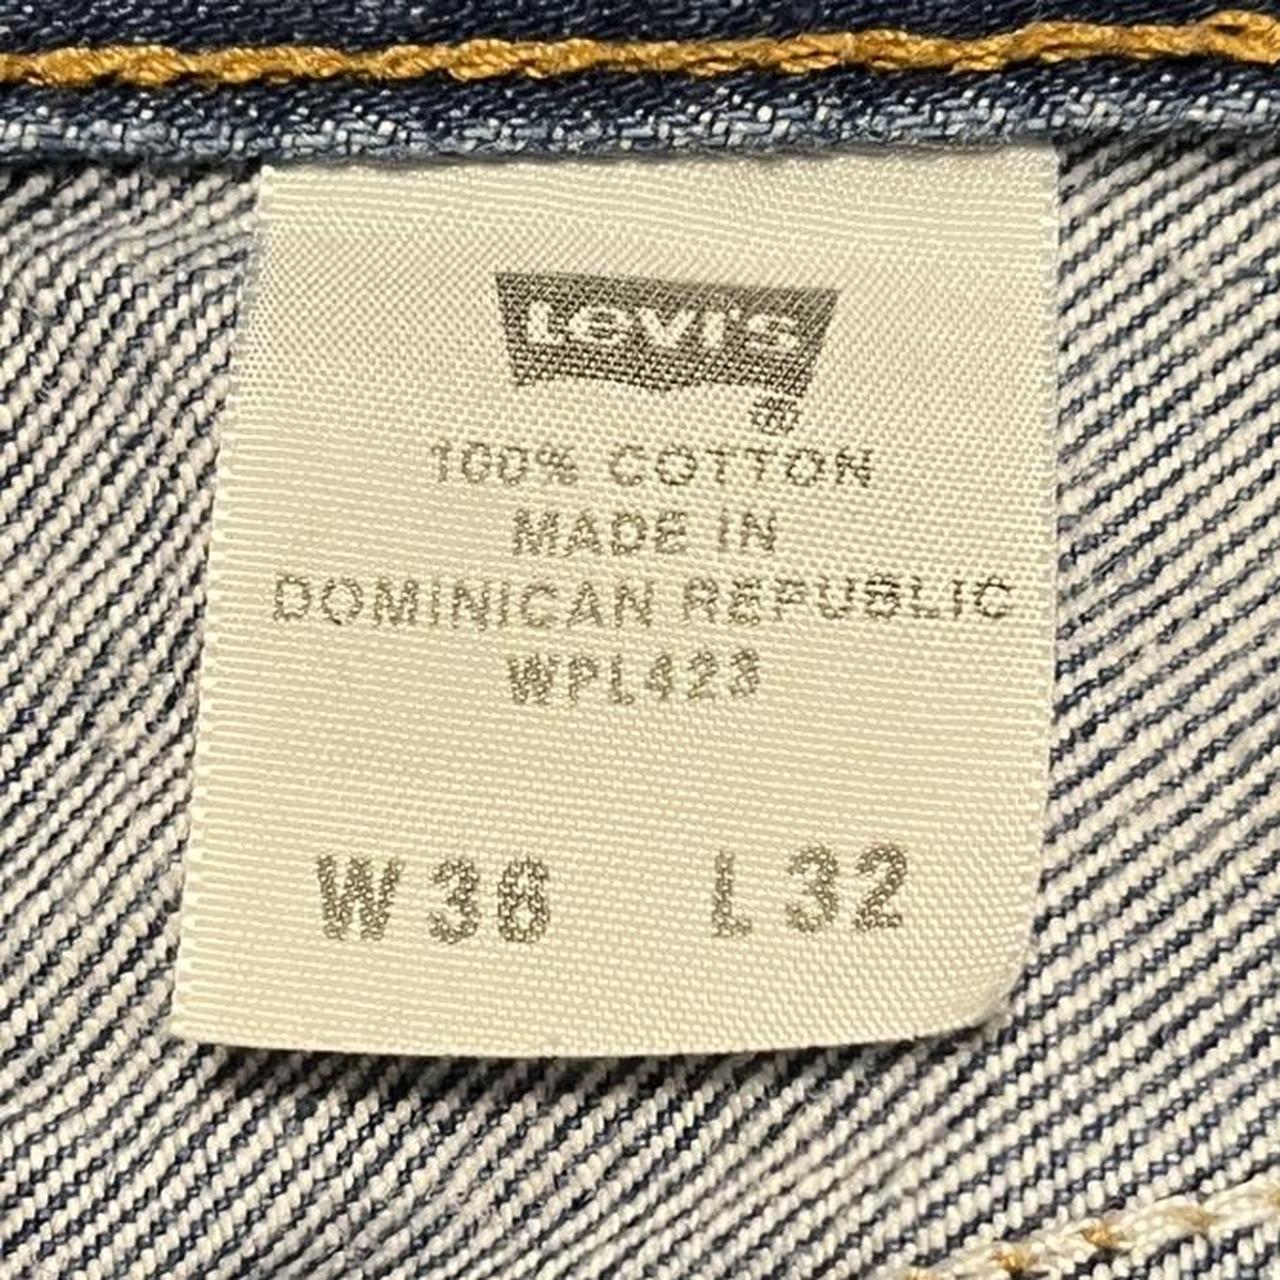 Levi's
®
100% COTTON
MADE IN
DOMINICAN REPUBLIC
WPL423
W 36 L 32